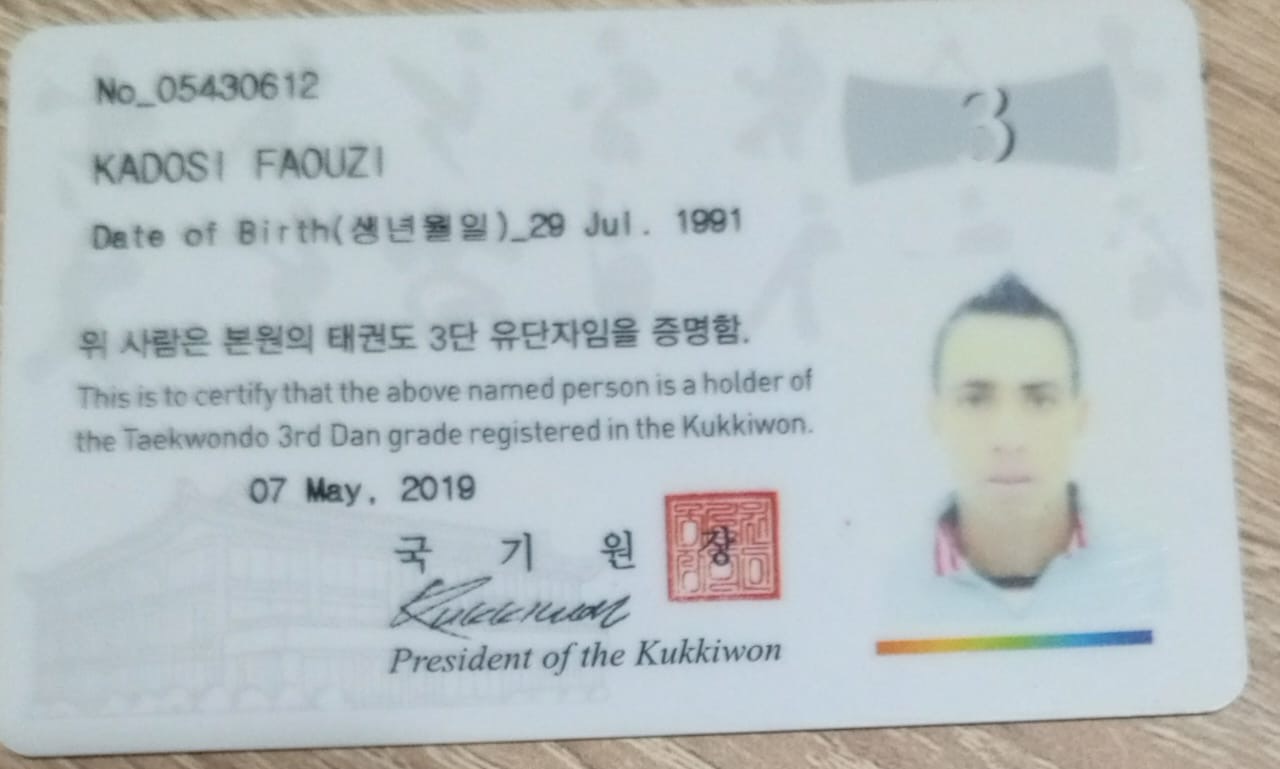 No_05430612
3
KADOSI FAOUZI
Date of Birth(생년월일)_29 Jul. 1991
위 사람은 본원의 태권도 3단 유단자임을 증명함.
This is to certify that the above named person is a holder of
the Taekwondo 3rd Dan grade registered in the Kukkiwon.
07 May, 2019
국 기 원 장
Kukkiwon
President of the Kukkiwon